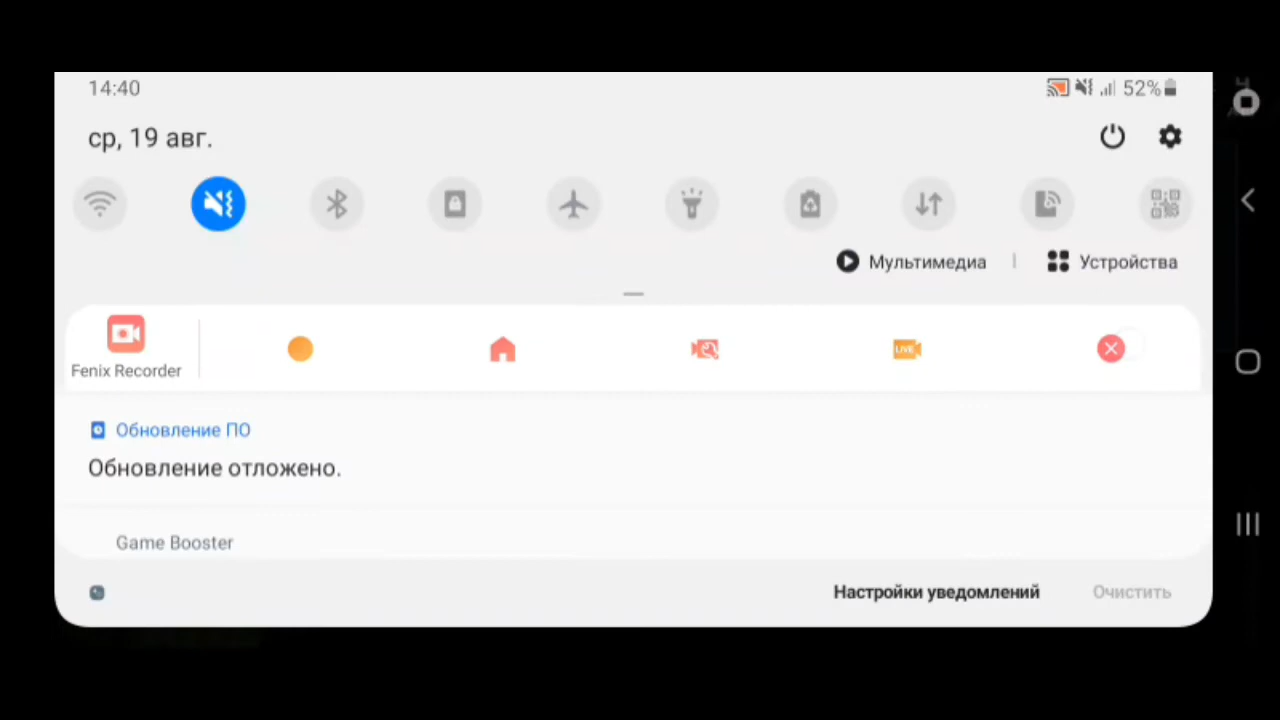 14:40
52%
ср, 19 авг.
Мультимедиа
Устройства
Fenix Recorder
LIVE
Обновление ПО
Обновление отложено.
Game Booster
Настройки уведомлений
Очистить